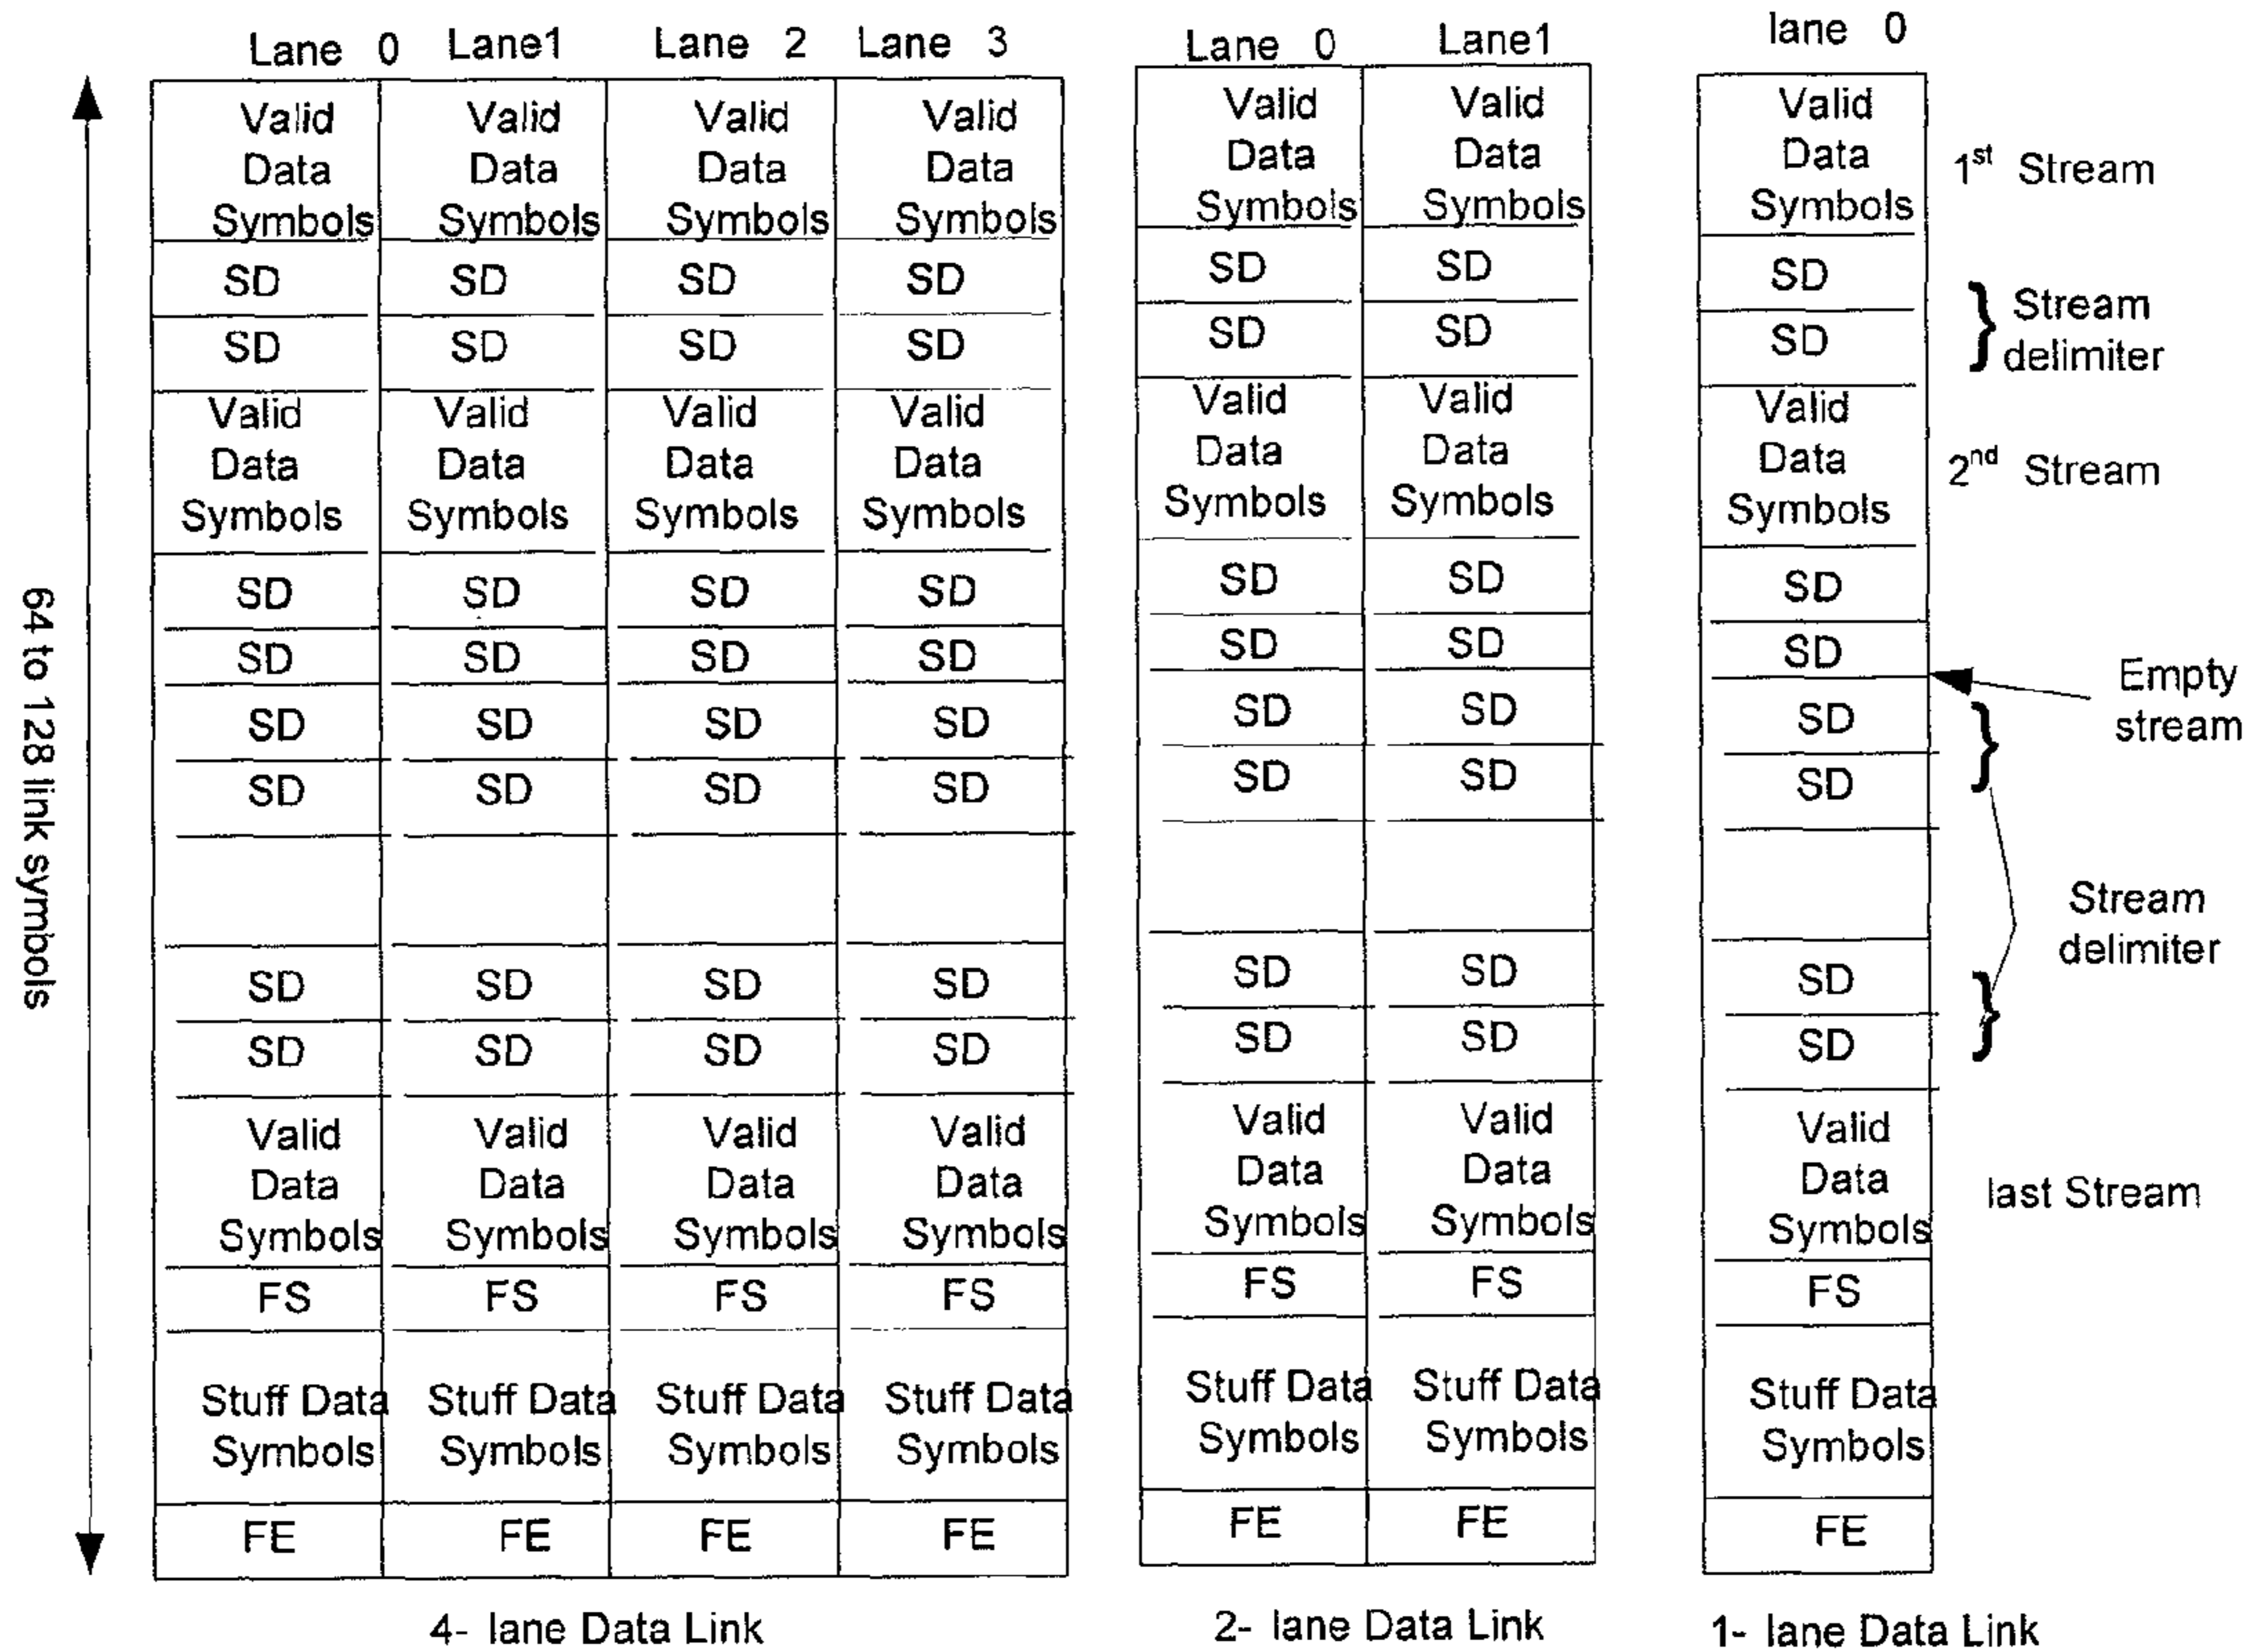 Lane 0 Lane1 Lane 2 Lane 3 Lane 0 Lane1 lane 0
Valid Valid Valid Valid Valid Valid Valid
Data Data Data Data Data Data Data 1st Stream
Symbols Symbols Symbols Symbols Symbols Symbols Symbols
SD SD SD SD SD SD SD
Stream
SD SD SD SD SD SD SD
delimiter
Valid Valid Valid Valid Valid Valid Valid
Data Data Data Data Data Data Data 2nd Stream
Symbols Symbols Symbols Symbols Symbols Symbols Symbols
SD SD SD SD SD SD SD
SD SD SD SD SD SD SD
Empty
stream
SD SD SD SD SD SD SD
SD SD SD SD SD SD SD
64 to 128 link symbols
Stream
delimiter
SD SD SD SD SD SD SD
SD SD SD SD SD SD SD
Valid Valid Valid Valid Valid Valid Valid
Data Data Data Data Data Data Data last Stream
Symbols Symbols Symbols Symbols Symbols Symbols Symbols
FS FS FS FS FS FS FS
Stuff Data Stuff Data Stuff Data Stuff Data Stuff Data Stuff Data Stuff Data
Symbols Symbols Symbols Symbols Symbols Symbols Symbols
FE FE FE FE FE FE FE
4- lane Data Link 2- lane Data Link 1- lane Data Link